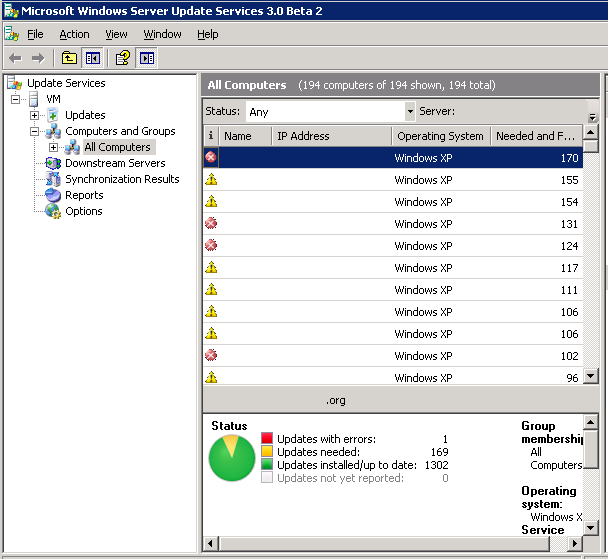 Microsoft Windows Server Update Services 3.0 Beta 2
File Action View Window Help
Update Services
VM
Updates
Computers and Groups
All Computers
Downstream Servers
Synchronization Results
Reports
Options
All Computers (194 computers of 194 shown, 194 total)
Status: Any Server:
i Name IP Address Operating System Needed and F...
Windows XP 170
Windows XP 155
Windows XP 154
Windows XP 131
Windows XP 124
Windows XP 117
Windows XP 111
Windows XP 106
Windows XP 106
Windows XP 102
Windows XP 96
.org
Status
Updates with errors: 1
Updates needed: 169
Updates installed/up to date: 1302
Updates not yet reported: 0
Group
membership
All
Computers
Operating
system:
Windows X
Service